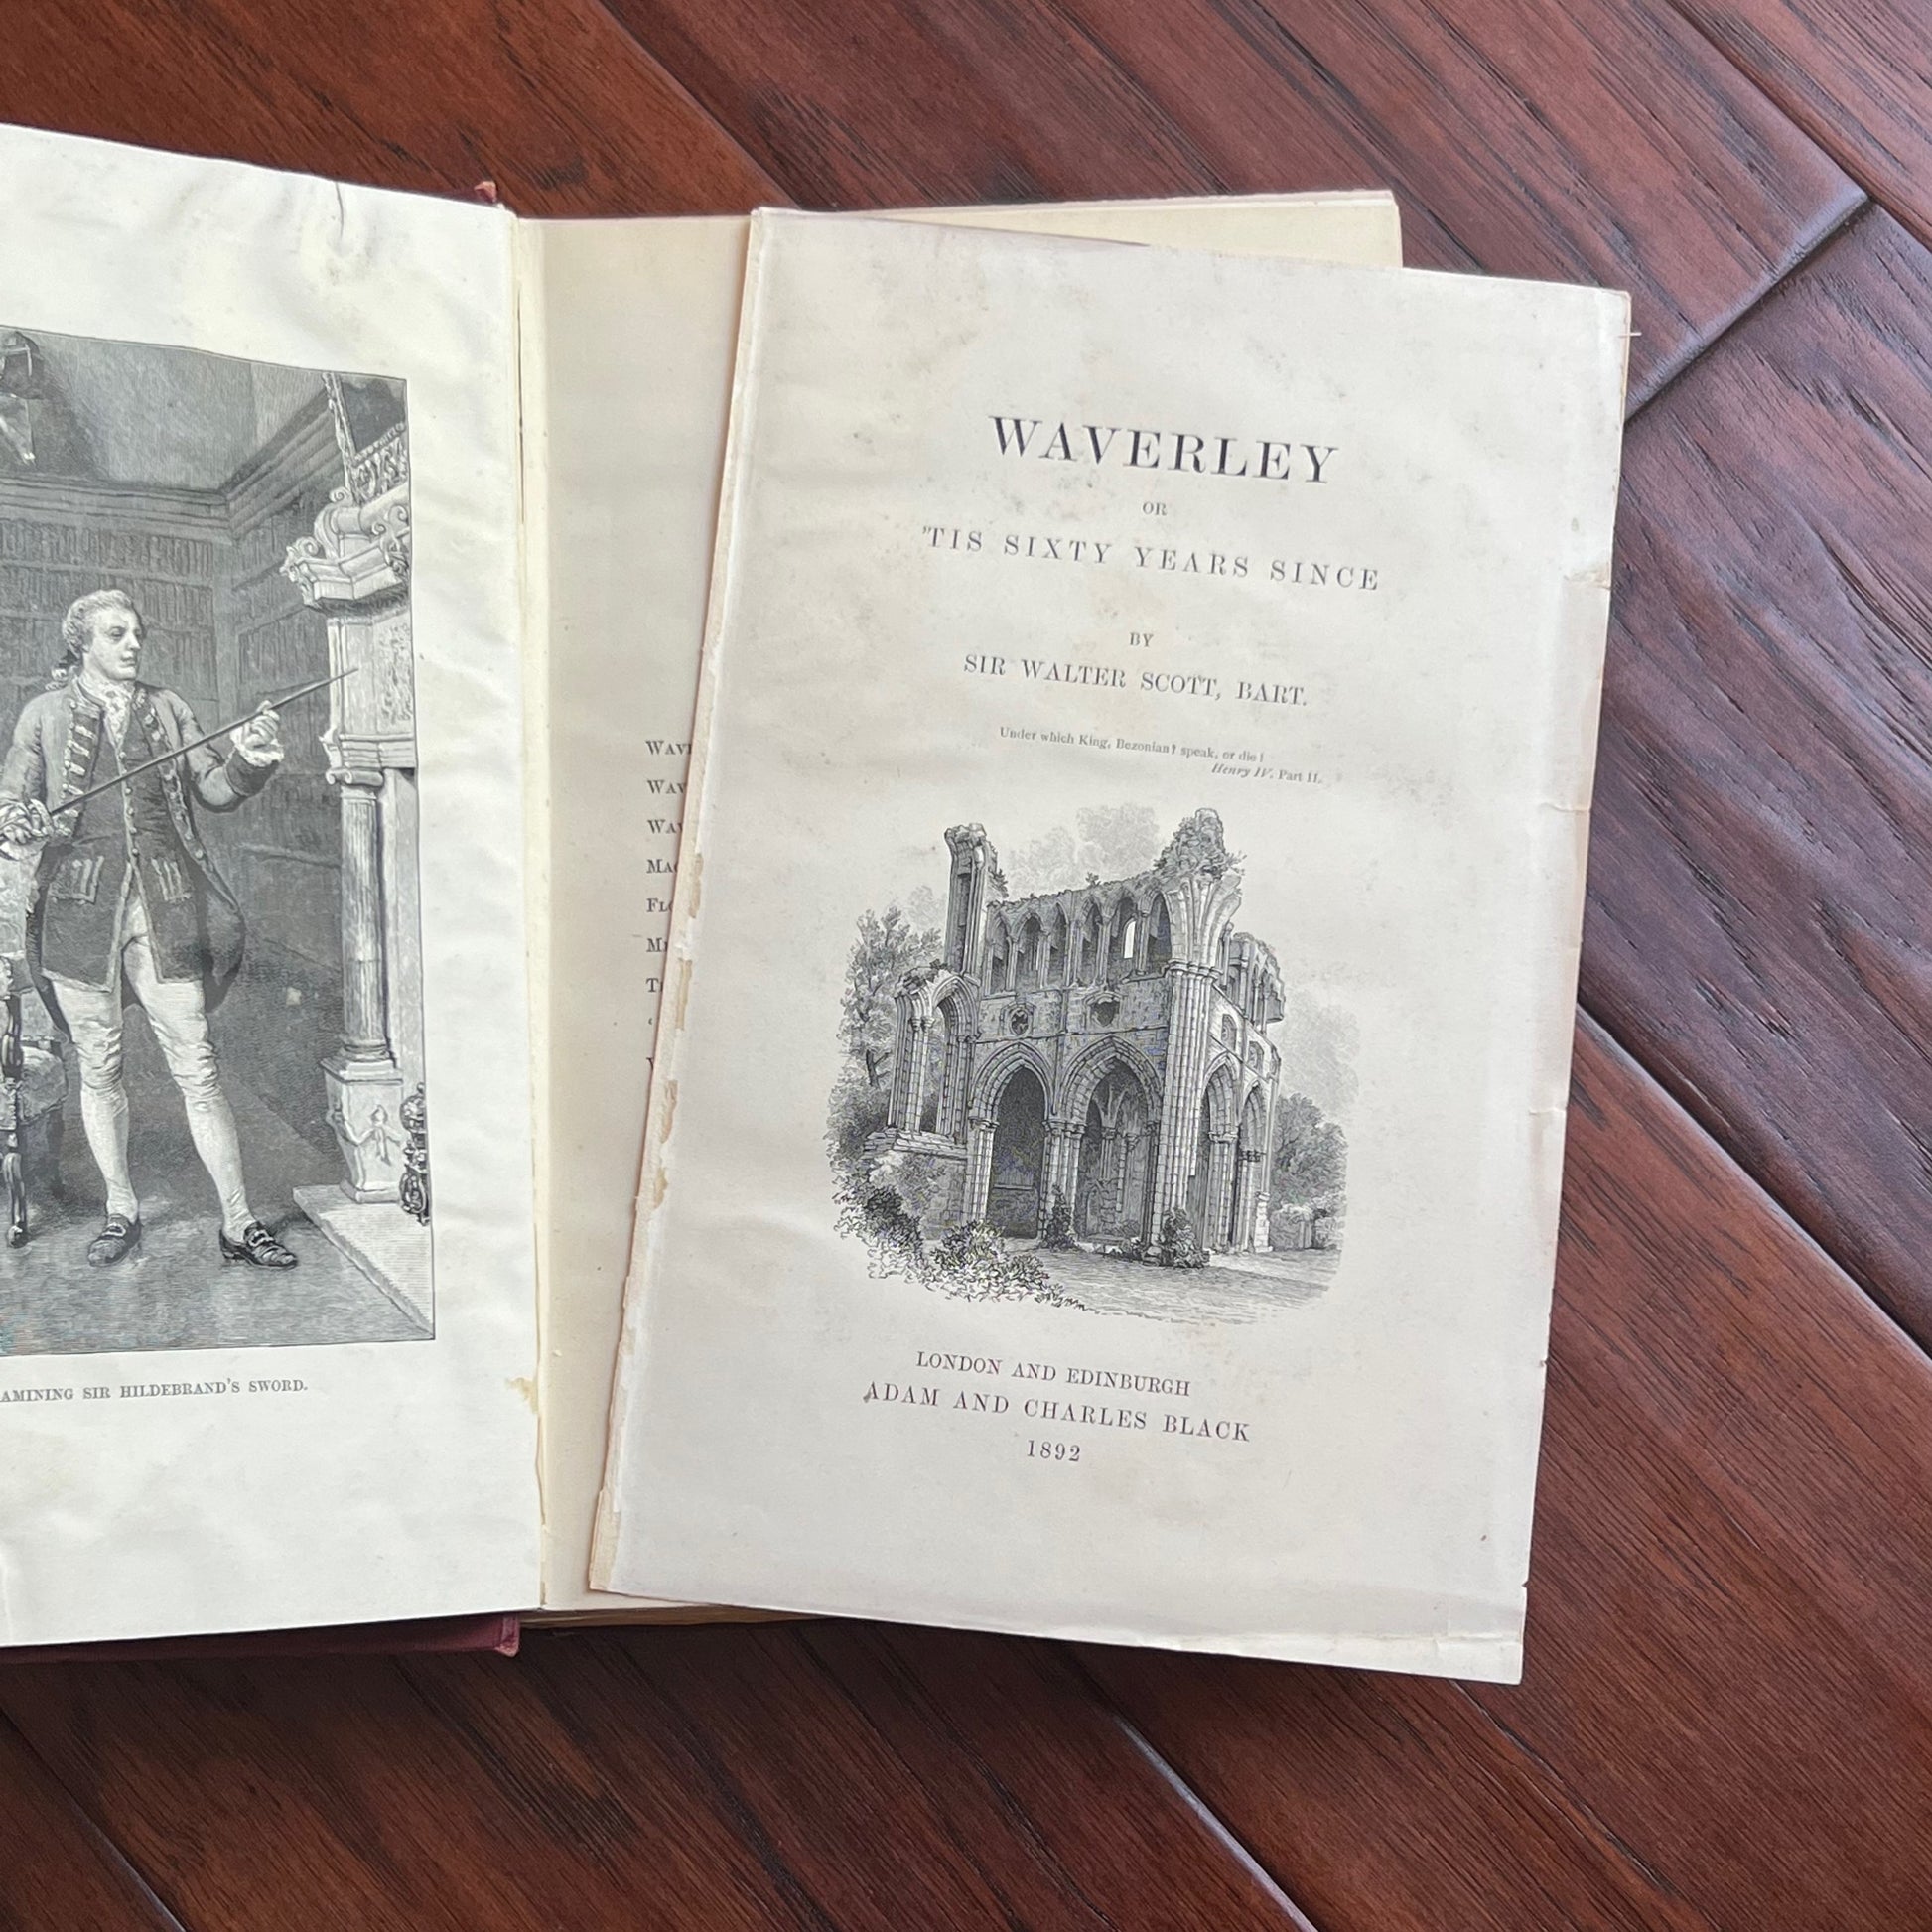 AMINING SIR HILDEBRAND'S SWORD.
WAVERLEY
OR
'TIS SIXTY YEARS SINCE
BY
SIR WALTER SCOTT, BART.
Under which King, Bezonian? speak, or die!
Henry IV. Part II.
LONDON AND EDINBURGH
ADAM AND CHARLES BLACK
1892